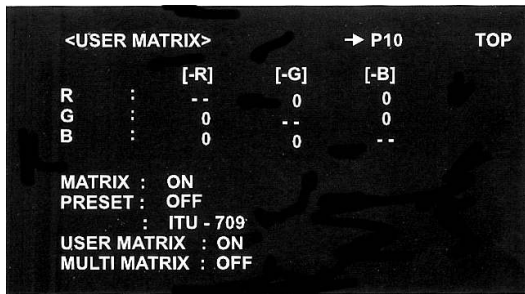 <USER MATRIX> → P10 TOP
[-R] [-G] [-B]
R : -- 0 0
G : 0 -- 0
B : 0 0 --
MATRIX : ON
PRESET : OFF
: ITU - 709
USER MATRIX : ON
MULTI MATRIX : OFF